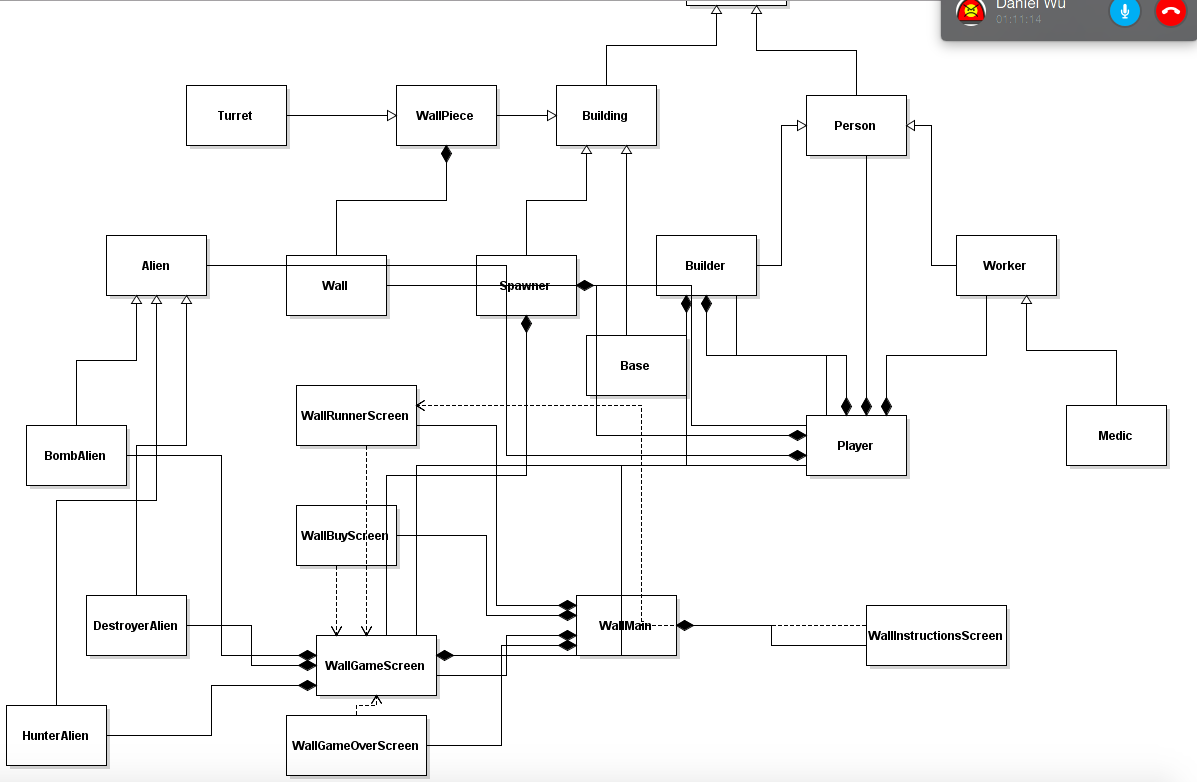 Daniel Wu
01:11:14
Turret
WallPiece
Building
Person
Alien
Wall
Spawner
Builder
Worker
Base
WallRunnerScreen
BombAlien
Player
Medic
WallBuyScreen
DestroyerAlien
WallMain
WallInstructionsScreen
WallGameScreen
HunterAlien
WallGameOverScreen